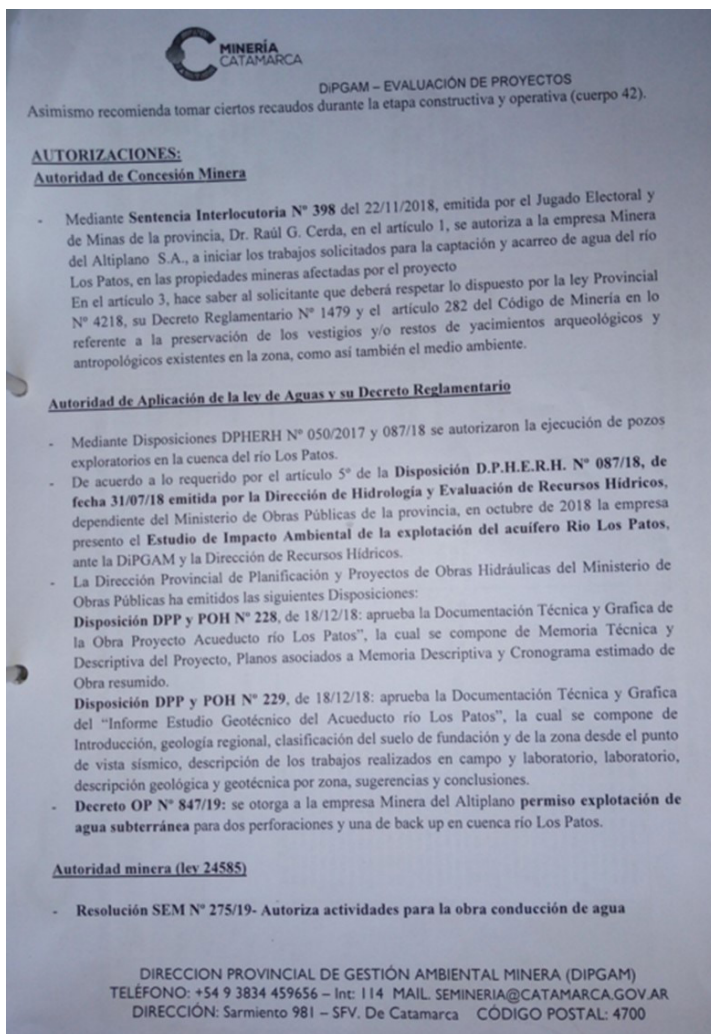 MINERÍA
CATAMARCA
DiPGAM – EVALUACIÓN DE PROYECTOS
Asimismo recomienda tomar ciertos recaudos durante la etapa constructiva y operativa (cuerpo 42).
AUTORIZACIONES:
Autoridad de Concesión Minera
- Mediante Sentencia Interlocutoria Nº 398 del 22/11/2018, emitida por el Jugado Electoral y
de Minas de la provincia, Dr. Raúl G. Cerda, en el artículo 1, se autoriza a la empresa Minera
del Altiplano S.A., a iniciar los trabajos solicitados para la captación y acarreo de agua del río
Los Patos, en las propiedades mineras afectadas por el proyecto
En el artículo 3, hace saber al solicitante que deberá respetar lo dispuesto por la ley Provincial
Nº 4218, su Decreto Reglamentario Nº 1479 y el artículo 282 del Código de Minería en lo
referente a la preservación de los vestigios y/o restos de yacimientos arqueológicos y
antropológicos existentes en la zona, como así también el medio ambiente.
Autoridad de Aplicación de la ley de Aguas y su Decreto Reglamentario
- Mediante Disposiciones DPHERH Nº 050/2017 y 087/18 se autorizaron la ejecución de pozos
exploratorios en la cuenca del río Los Patos.
- De acuerdo a lo requerido por el artículo 5º de la Disposición D.P.H.E.R.H. Nº 087/18, de
fecha 31/07/18 emitida por la Dirección de Hidrología y Evaluación de Recursos Hídricos,
dependiente del Ministerio de Obras Públicas de la provincia, en octubre de 2018 la empresa
presento el Estudio de Impacto Ambiental de la explotación del acuífero Rio Los Patos,
ante la DiPGAM y la Dirección de Recursos Hídricos.
- La Dirección Provincial de Planificación y Proyectos de Obras Hidráulicas del Ministerio de
Obras Públicas ha emitidos las siguientes Disposiciones:
Disposición DPP y POH Nº 228, de 18/12/18: aprueba la Documentación Técnica y Grafica de
la Obra Proyecto Acueducto río Los Patos”, la cual se compone de Memoria Técnica y
Descriptiva del Proyecto, Planos asociados a Memoria Descriptiva y Cronograma estimado de
Obra resumido.
Disposición DPP y POH Nº 229, de 18/12/18: aprueba la Documentación Técnica y Grafica
del “Informe Estudio Geotécnico del Acueducto río Los Patos”, la cual se compone de
Introducción, geología regional, clasificación del suelo de fundación y de la zona desde el punto
de vista sísmico, descripción de los trabajos realizados en campo y laboratorio, laboratorio,
descripción geológica y geotécnica por zona, sugerencias y conclusiones.
- Decreto OP Nº 847/19: se otorga a la empresa Minera del Altiplano permiso explotación de
agua subterránea para dos perforaciones y una de back up en cuenca río Los Patos.
Autoridad minera (ley 24585)
- Resolución SEM Nº 275/19- Autoriza actividades para la obra conducción de agua
DIRECCION PROVINCIAL DE GESTIÓN AMBIENTAL MINERA (DIPGAM)
TELÉFONO: +54 9 3834 459656 – Int: 114 MAIL. SEMINERIA@CATAMARCA.GOV.AR
DIRECCIÓN: Sarmiento 981 – SFV. De Catamarca CÓDIGO POSTAL: 4700